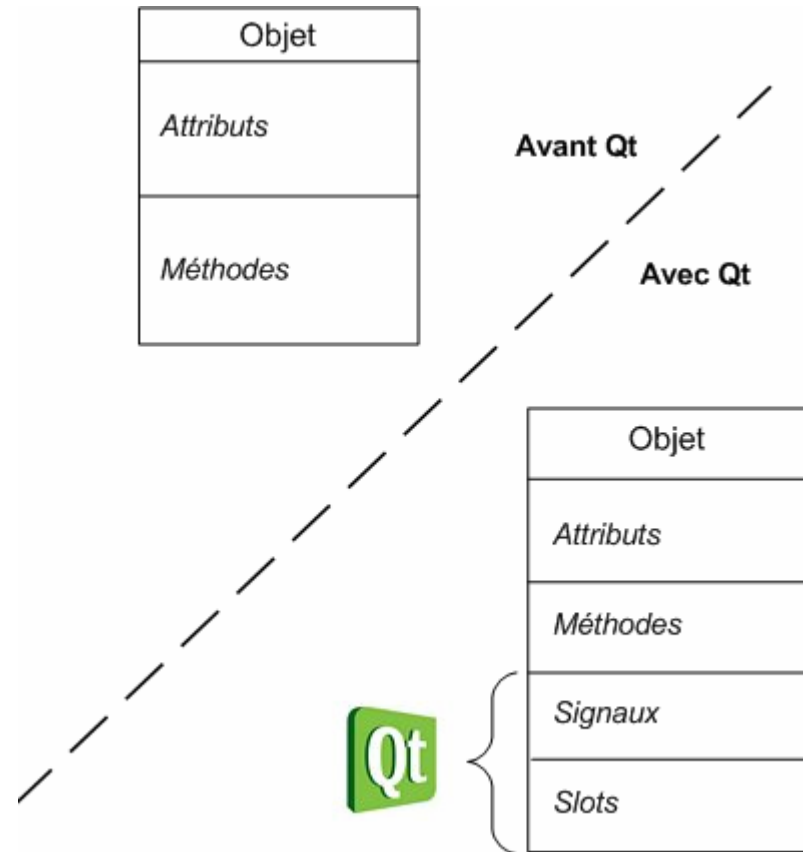 Objet
Attributs
Méthodes
Avant Qt
Avec Qt
Objet
Attributs
Méthodes
Signaux
Slots
Qt